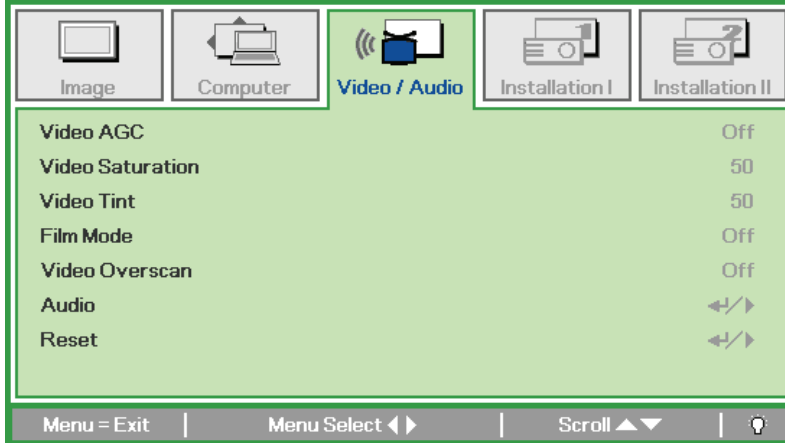 Image Computer Video / Audio Installation I Installation II
Video AGC Off
Video Saturation 50
Video Tint 50
Film Mode Off
Video Overscan Off
Audio
Reset
Menu = Exit Menu Select Scroll